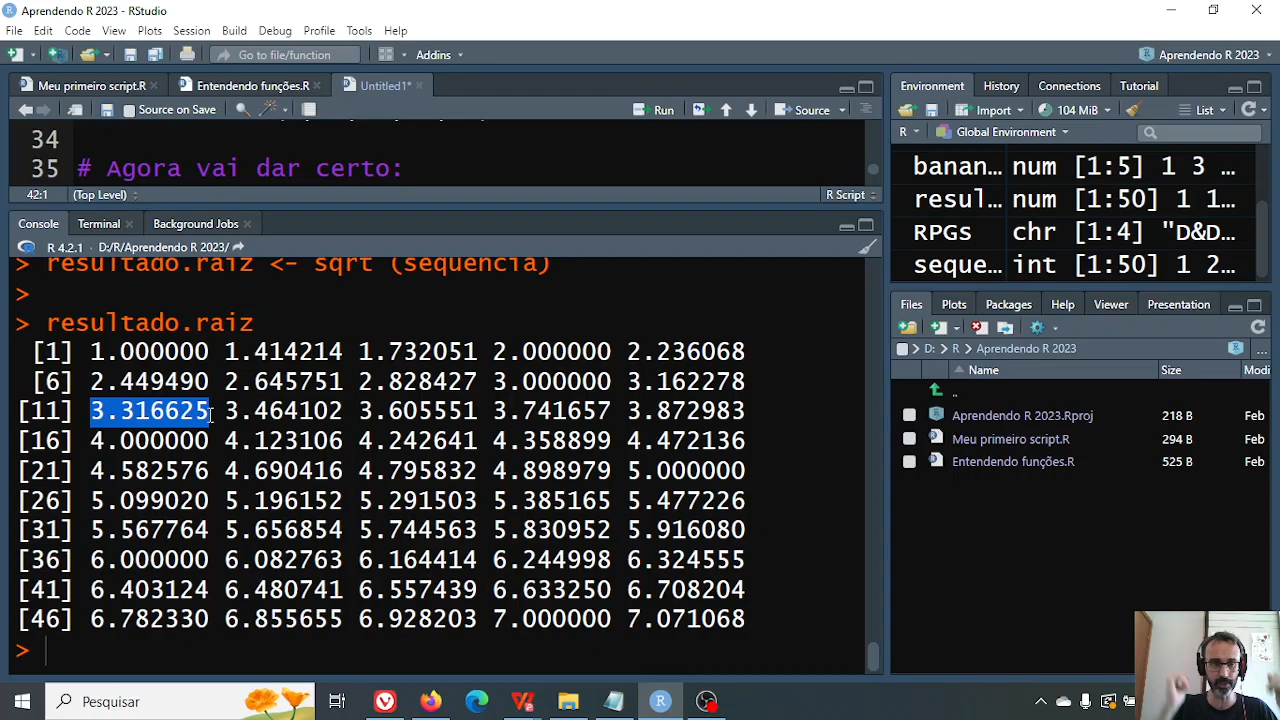 Aprendendo R 2023 - RStudio
File Edit Code View Plots Session Build Debug Profile Tools Help
Go to file/function Addins Aprendendo R 2023
Meu primeiro script.R Entendendo funções.R Untitled1*
Source on Save Run Source
34
35 # Agora vai dar certo:
42:1 (Top Level) R Script
Console Terminal Background Jobs
R 4.2.1 · D:/R/Aprendendo R 2023/
> resultado.raiz <- sqrt (sequencia)
>
> resultado.raiz
[1] 1.000000 1.414214 1.732051 2.000000 2.236068
[6] 2.449490 2.645751 2.828427 3.000000 3.162278
[11] 3.316625 3.464102 3.605551 3.741657 3.872983
[16] 4.000000 4.123106 4.242641 4.358899 4.472136
[21] 4.582576 4.690416 4.795832 4.898979 5.000000
[26] 5.099020 5.196152 5.291503 5.385165 5.477226
[31] 5.567764 5.656854 5.744563 5.830952 5.916080
[36] 6.000000 6.082763 6.164414 6.244998 6.324555
[41] 6.403124 6.480741 6.557439 6.633250 6.708204
[46] 6.782330 6.855655 6.928203 7.000000 7.071068
>
Environment History Connections Tutorial
Import 104 MiB List
R Global Environment
banan… num [1:5] 1 3 …
resul… num [1:50] 1 1…
RPGs chr [1:4] "D&D…
seque… int [1:50] 1 2…
Files Plots Packages Help Viewer Presentation
D: R Aprendendo R 2023 ...
Name Size Modi
..
Aprendendo R 2023.Rproj 218 B Feb
Meu primeiro script.R 294 B Feb
Entendendo funções.R 525 B Feb
Pesquisar